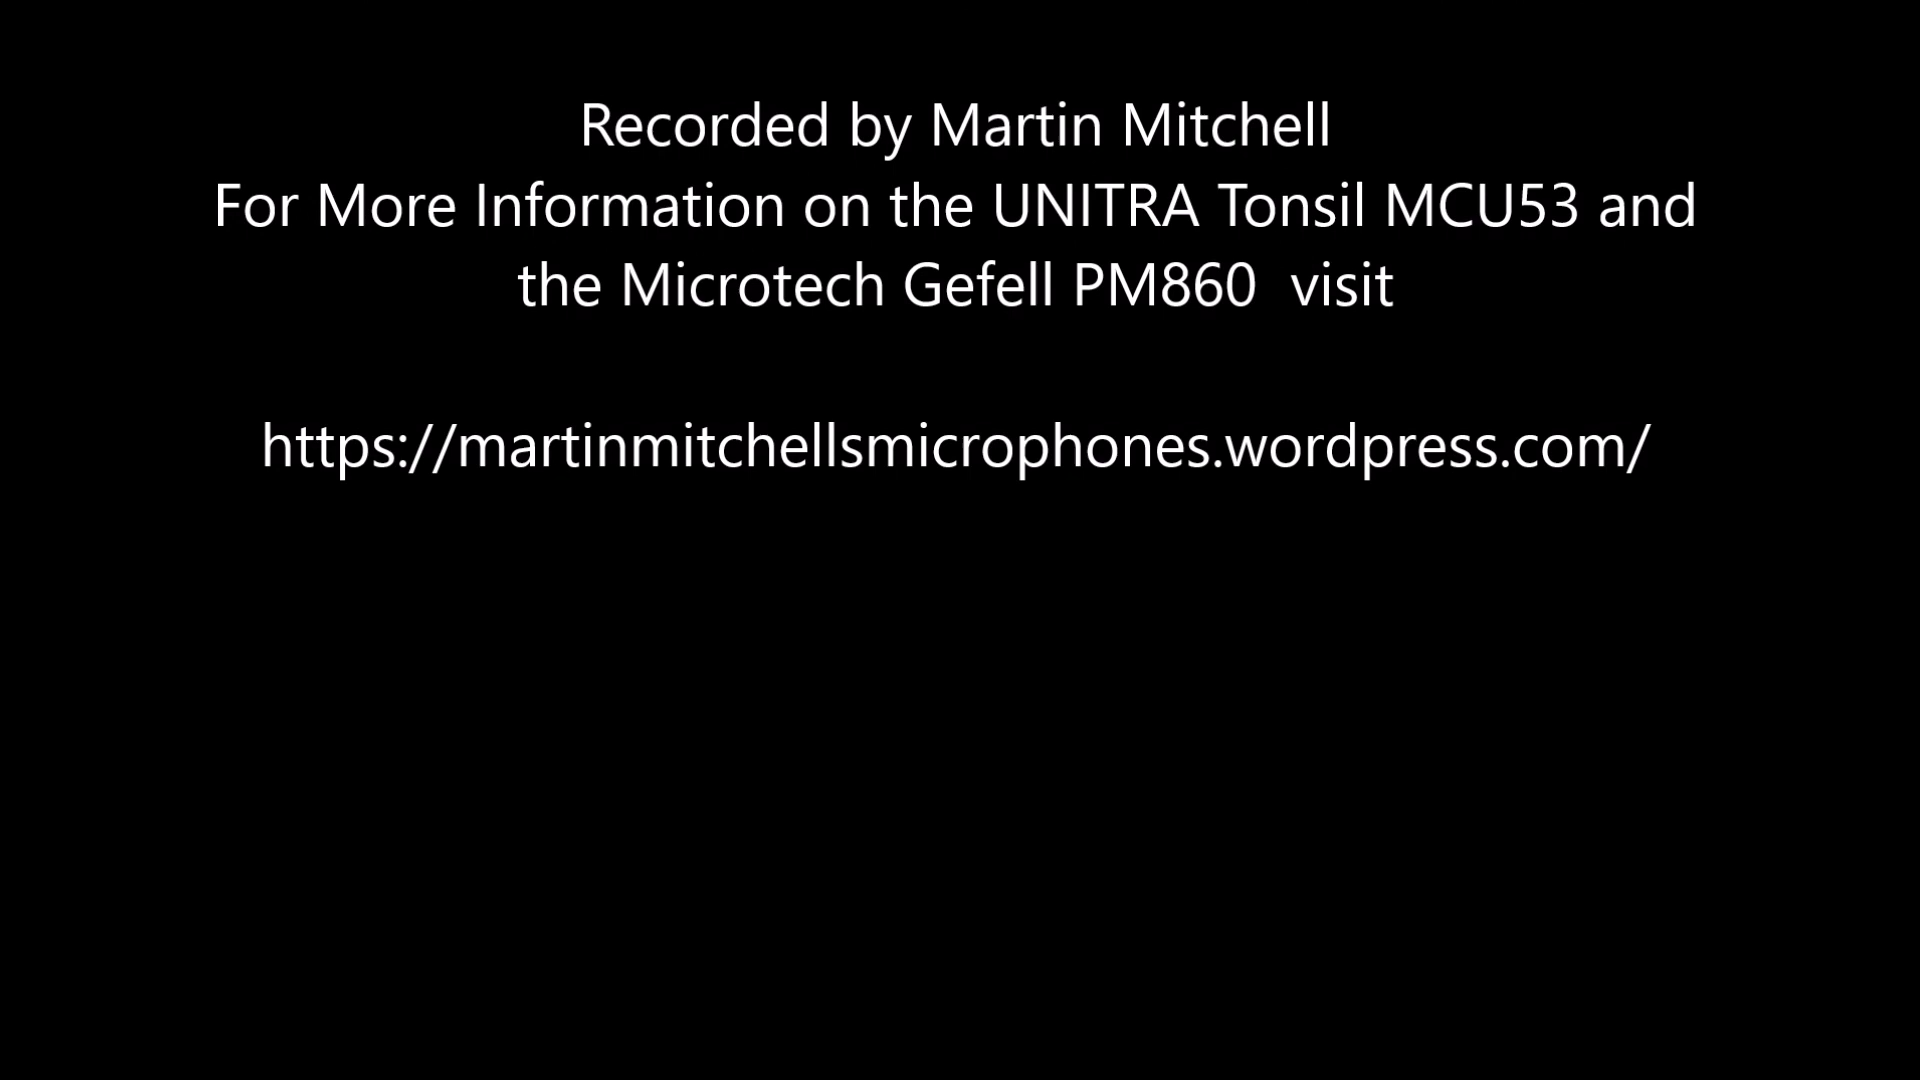 Recorded by Martin Mitchell
For More Information on the UNITRA Tonsil MCU53 and
the Microtech Gefell PM860  visit
https://martinmitchellsmicrophones.wordpress.com/